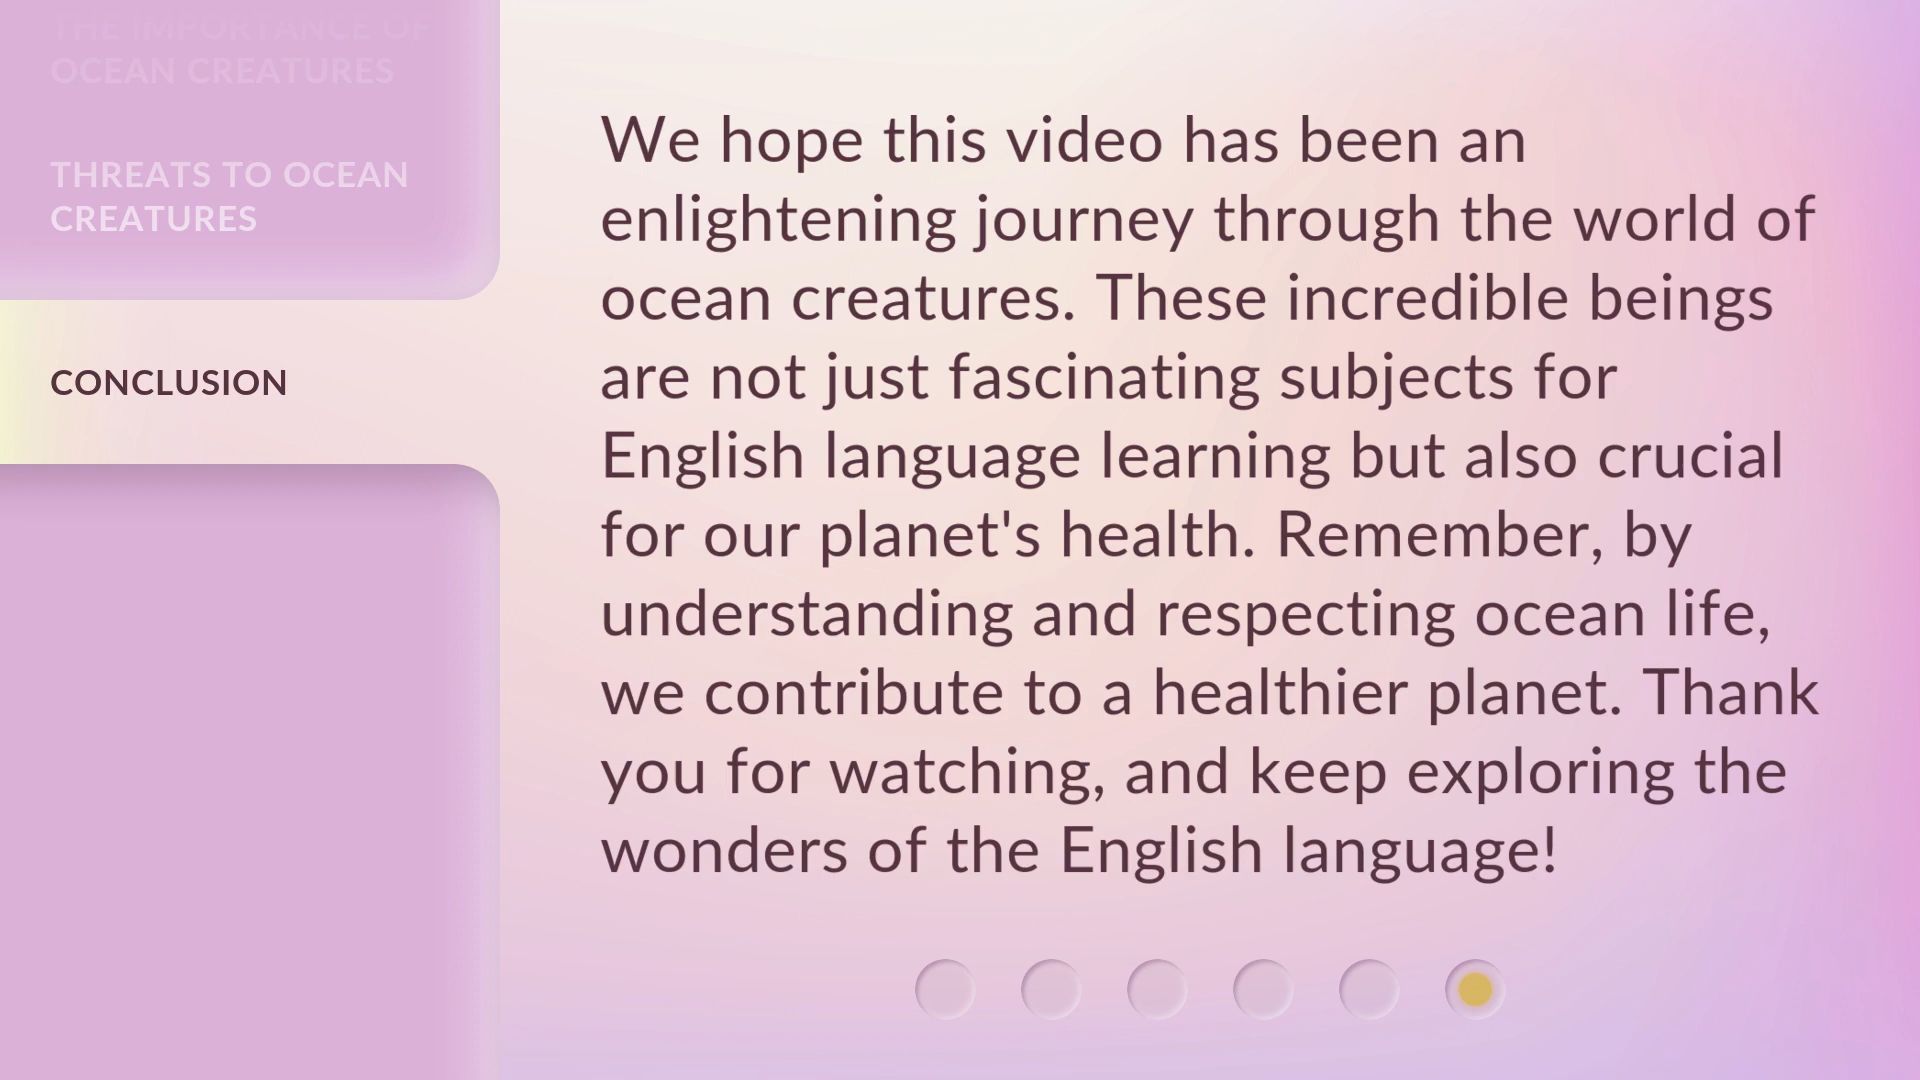 THE IMPORTANCE OF
OCEAN CREATURES
THREATS TO OCEAN
CREATURES
CONCLUSION
We hope this video has been an
enlightening journey through the world of
ocean creatures. These incredible beings
are not just fascinating subjects for
English language learning but also crucial
for our planet's health. Remember, by
understanding and respecting ocean life,
we contribute to a healthier planet. Thank
you for watching, and keep exploring the
wonders of the English language!